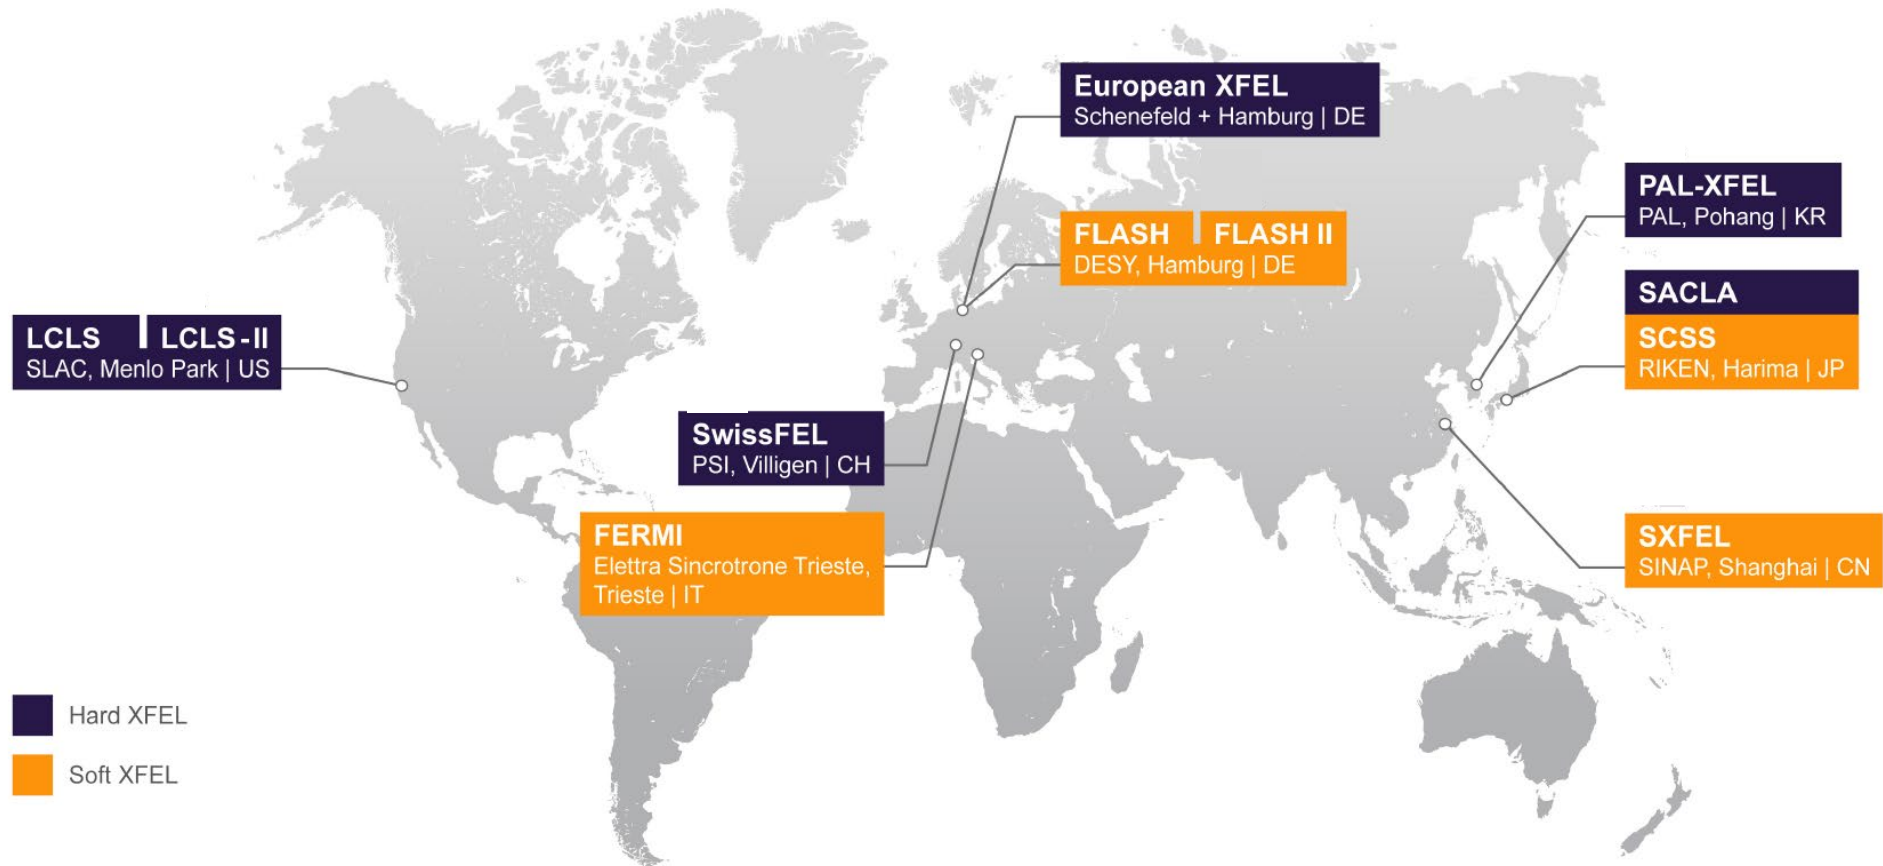 European XFEL
Schenefeld + Hamburg | DE
PAL-XFEL
PAL, Pohang | KR
FLASH FLASH II
DESY, Hamburg | DE
SACLA
SCSS
RIKEN, Harima | JP
LCLS LCLS-II
SLAC, Menlo Park | US
SwissFEL
PSI, Villigen | CH
FERMI
Elettra Sincrotrone Trieste,
Trieste | IT
SXFEL
SINAP, Shanghai | CN
Hard XFEL
Soft XFEL